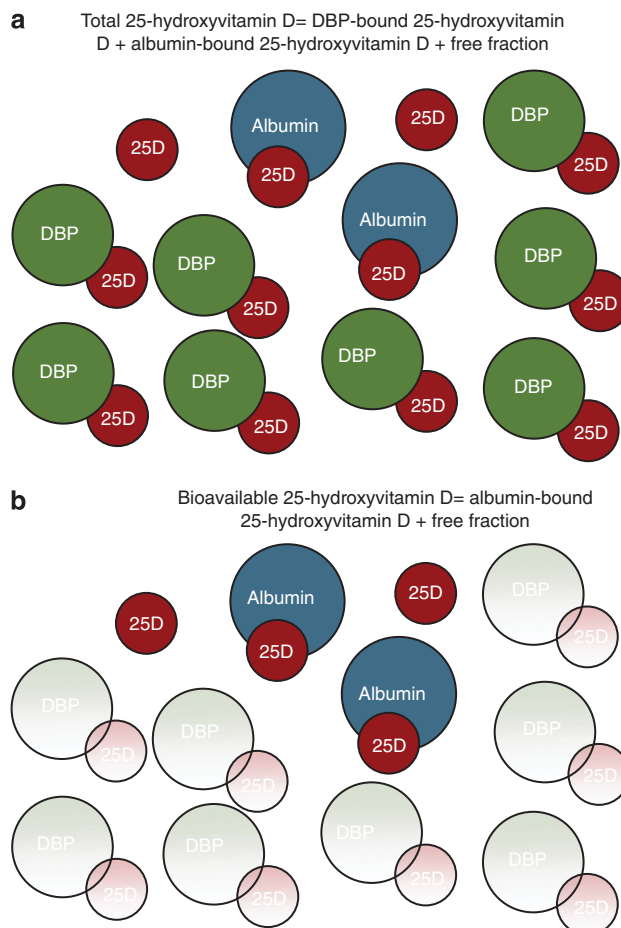 a
Total 25-hydroxyvitamin D= DBP-bound 25-hydroxyvitamin
D + albumin-bound 25-hydroxyvitamin D + free fraction
25D
Albumin
25D
25D
DBP
25D
DBP
25D
DBP
25D
Albumin
25D
DBP
25D
DBP
25D
DBP
25D
DBP
25D
DBP
25D
b
Bioavailable 25-hydroxyvitamin D= albumin-bound
25-hydroxyvitamin D + free fraction
25D
Albumin
25D
25D
DBP
25D
DBP
25D
DBP
25D
Albumin
25D
DBP
25D
DBP
25D
DBP
25D
DBP
25D
DBP
25D